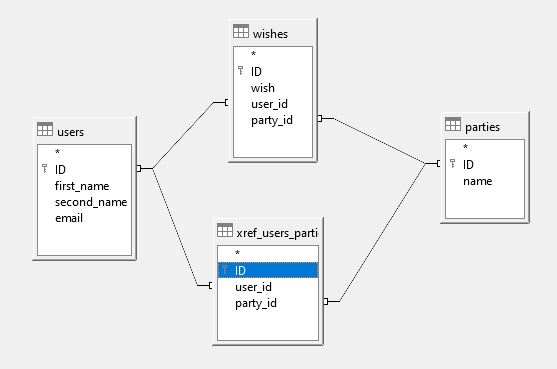 wishes
*
ID
wish
user_id
party_id
users
*
ID
first_name
second_name
email
parties
*
ID
name
xref_users_parti
*
ID
user_id
party_id